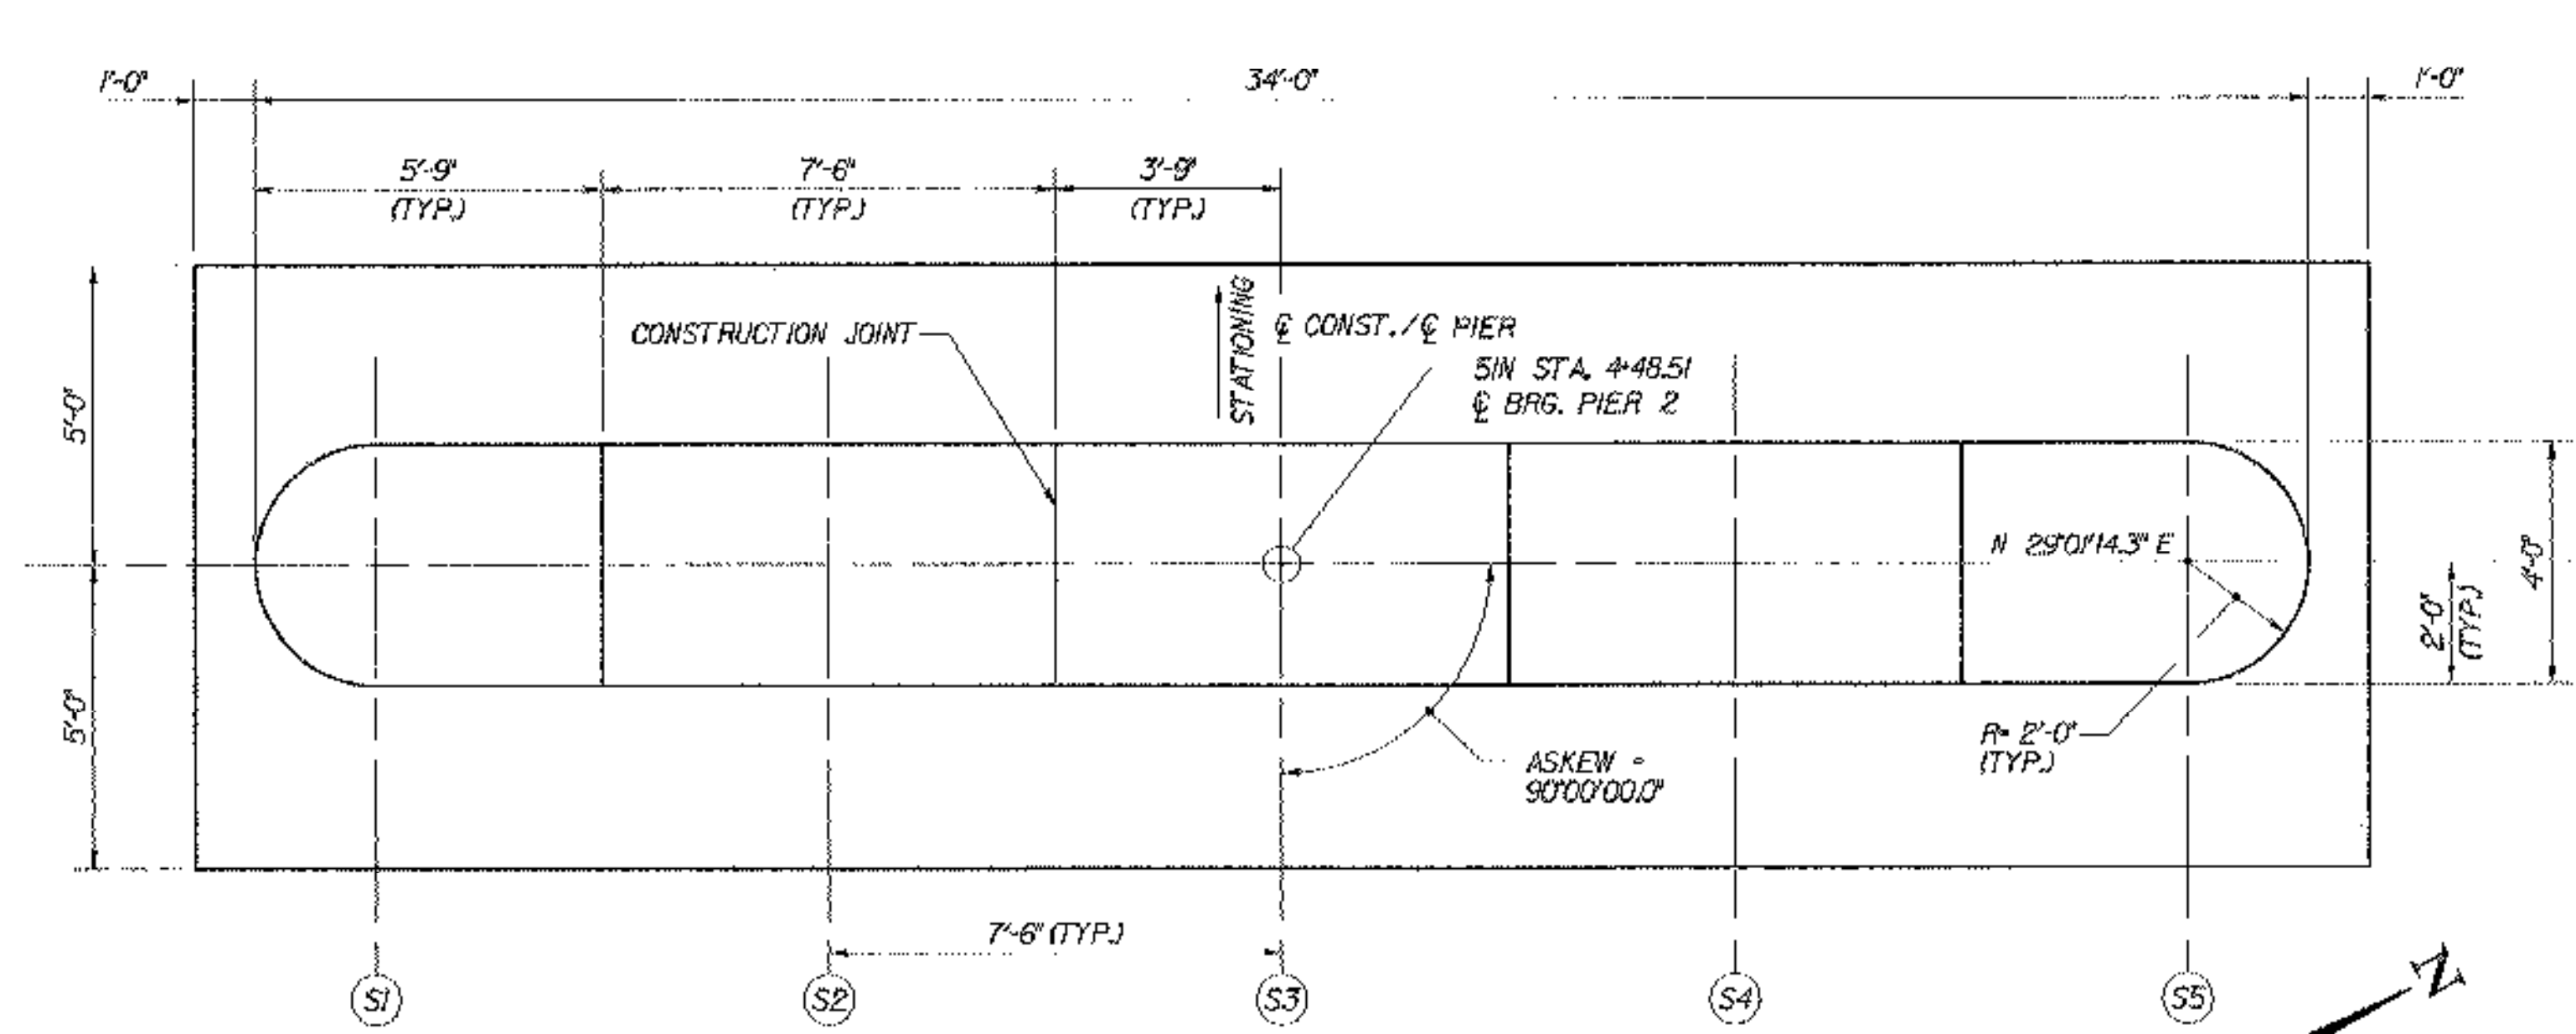 1'-0"
34'-0"
1'-0"
5'-9"
(TYP.)
7'-6"
(TYP.)
3'-9"
(TYP.)
STATIONING
CONSTRUCTION JOINT
℄ CONST./℄ PIER
5IN STA. 4+48.51
℄ BRG. PIER 2
5'-0"
5'-0"
N 29°01'14.3" E
4'-0"
2'-0"
(TYP.)
R= 2'-0"
(TYP.)
ASKEW =
90°00'00.0"
7'-6" (TYP.)
S1
S2
S3
S4
S5
N